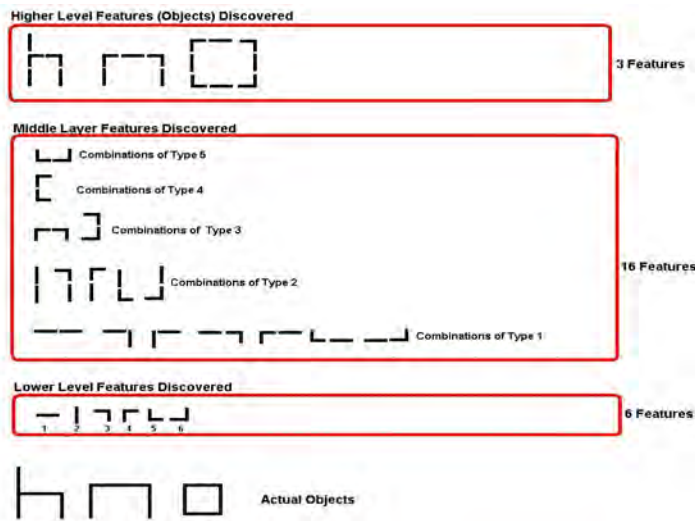 Higher Level Features (Objects) Discovered
3 Features
Middle Layer Features Discovered
Combinations of Type 5
Combinations of Type 4
Combinations of Type 3
16 Features
Combinations of Type 2
Combinations of Type 1
Lower Level Features Discovered
6 Features
1 2 3 4 5 6
Actual Objects